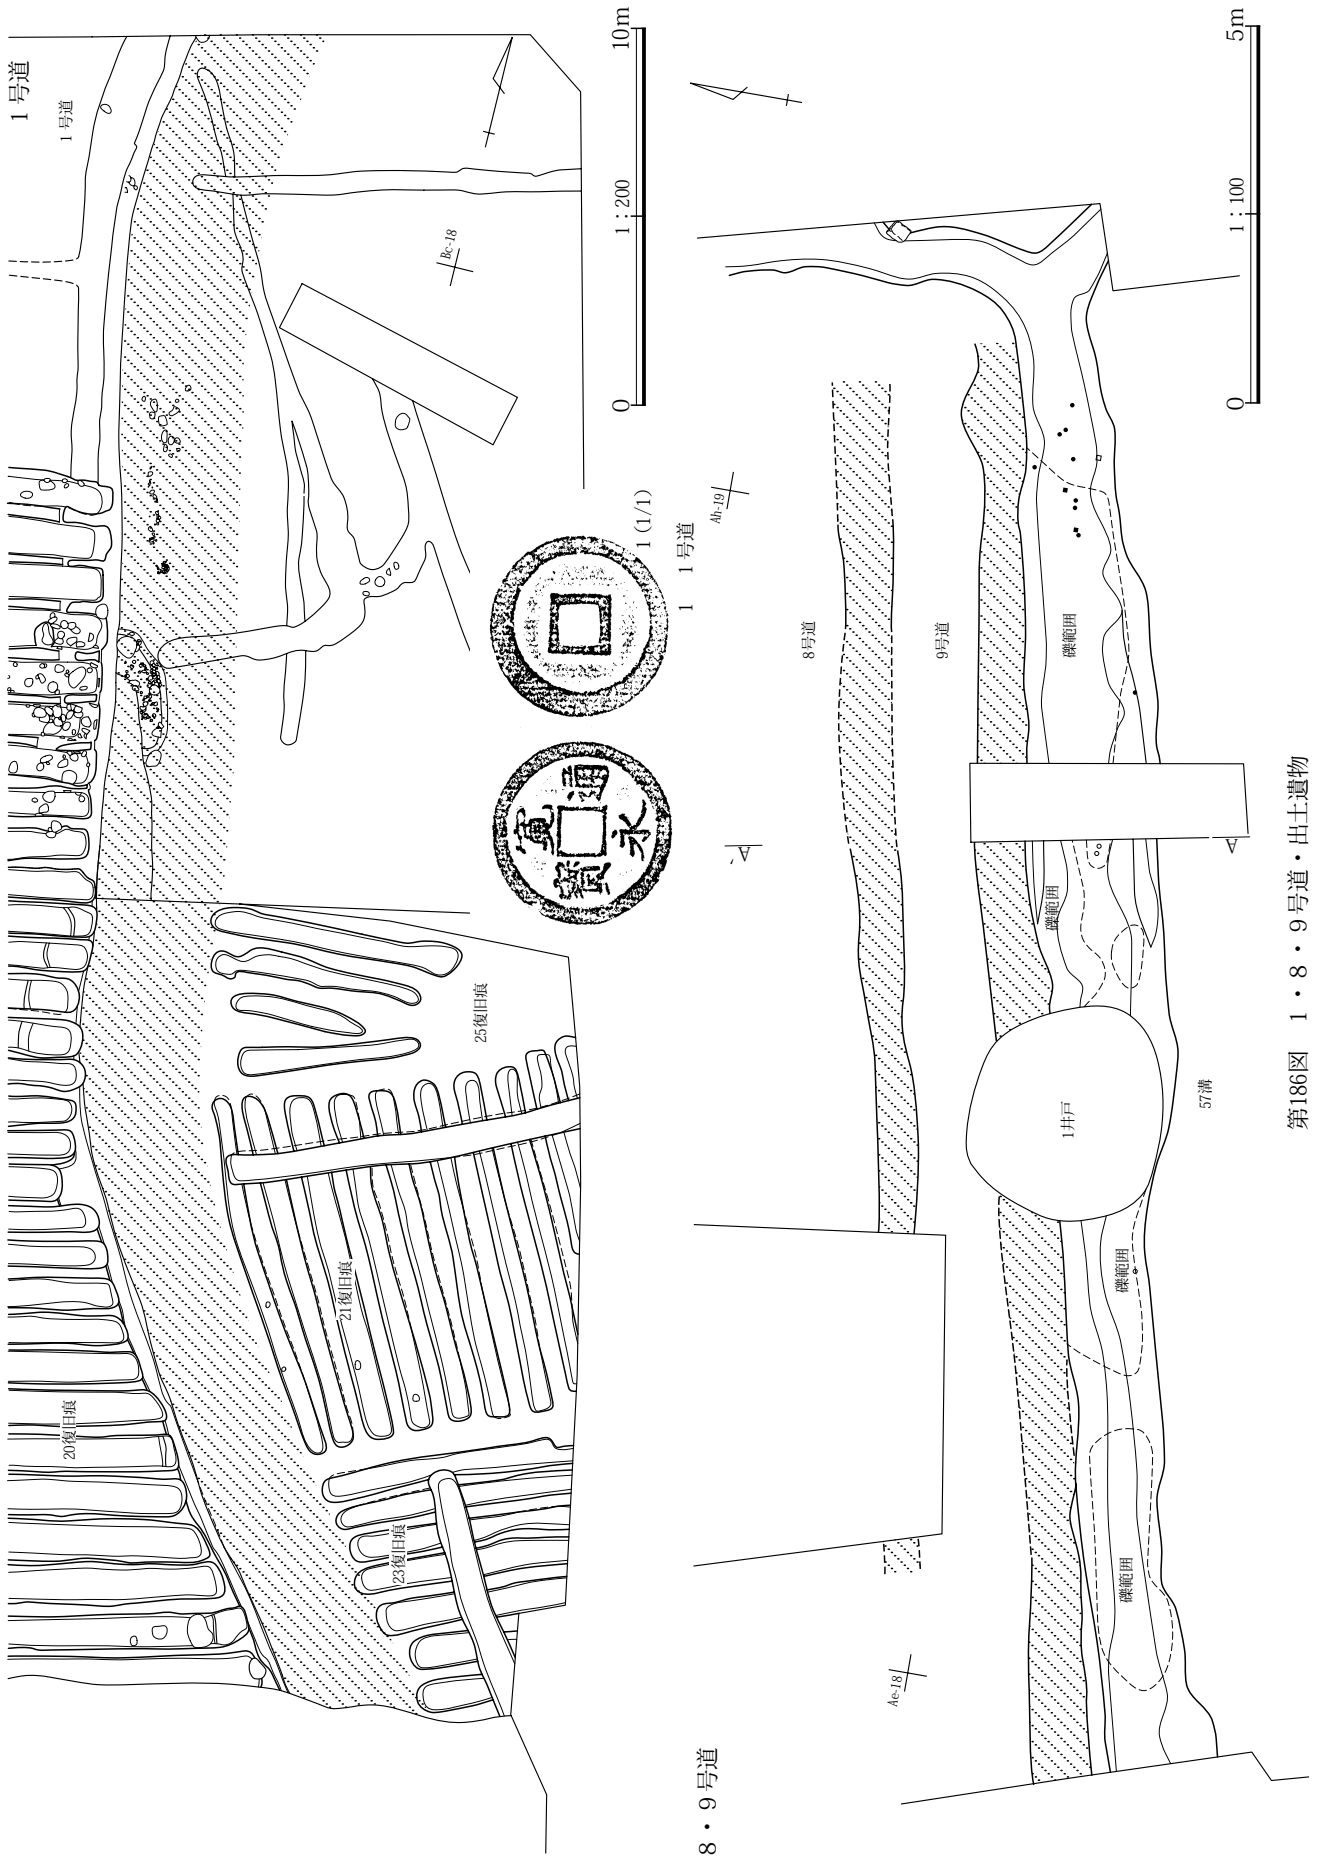 1号道
1号道
Bc-18
20復旧痕
21復旧痕
23復旧痕
25復旧痕
0
1：200
10m
寛永通寳
1(1/1)
1　1号道
8・9号道
Ah-19
Ae-18
8号道
9号道
礫範囲
礫範囲
礫範囲
礫範囲
1井戸
57溝
A
A'
0
1：100
5m
第186図　1・8・9号道・出土遺物